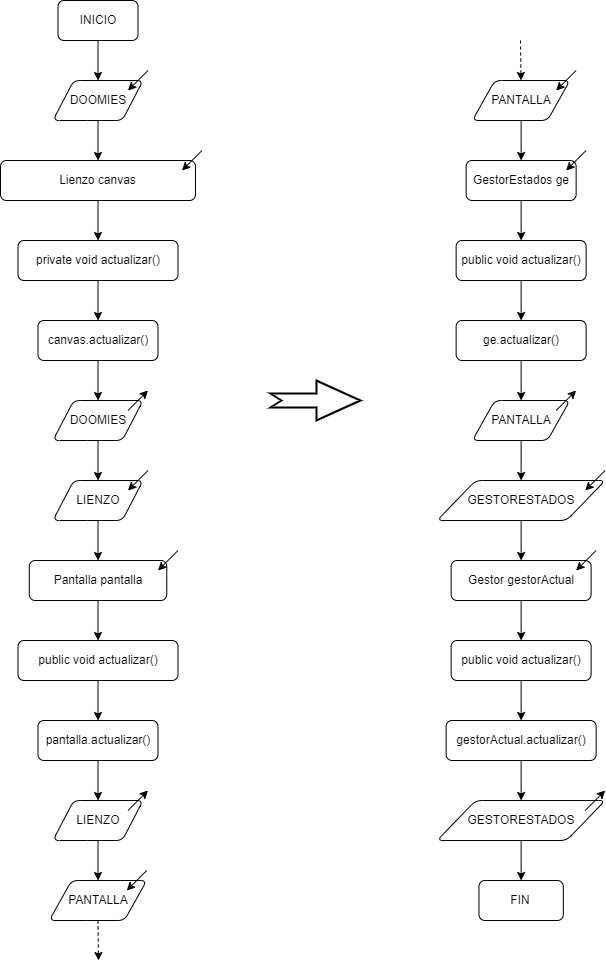 INICIO
DOOMIES
Lienzo canvas
private void actualizar()
canvas.actualizar()
DOOMIES
LIENZO
Pantalla pantalla
public void actualizar()
pantalla.actualizar()
LIENZO
PANTALLA
PANTALLA
GestorEstados ge
public void actualizar()
ge.actualizar()
PANTALLA
GESTORESTADOS
Gestor gestorActual
public void actualizar()
gestorActual.actualizar()
GESTORESTADOS
FIN